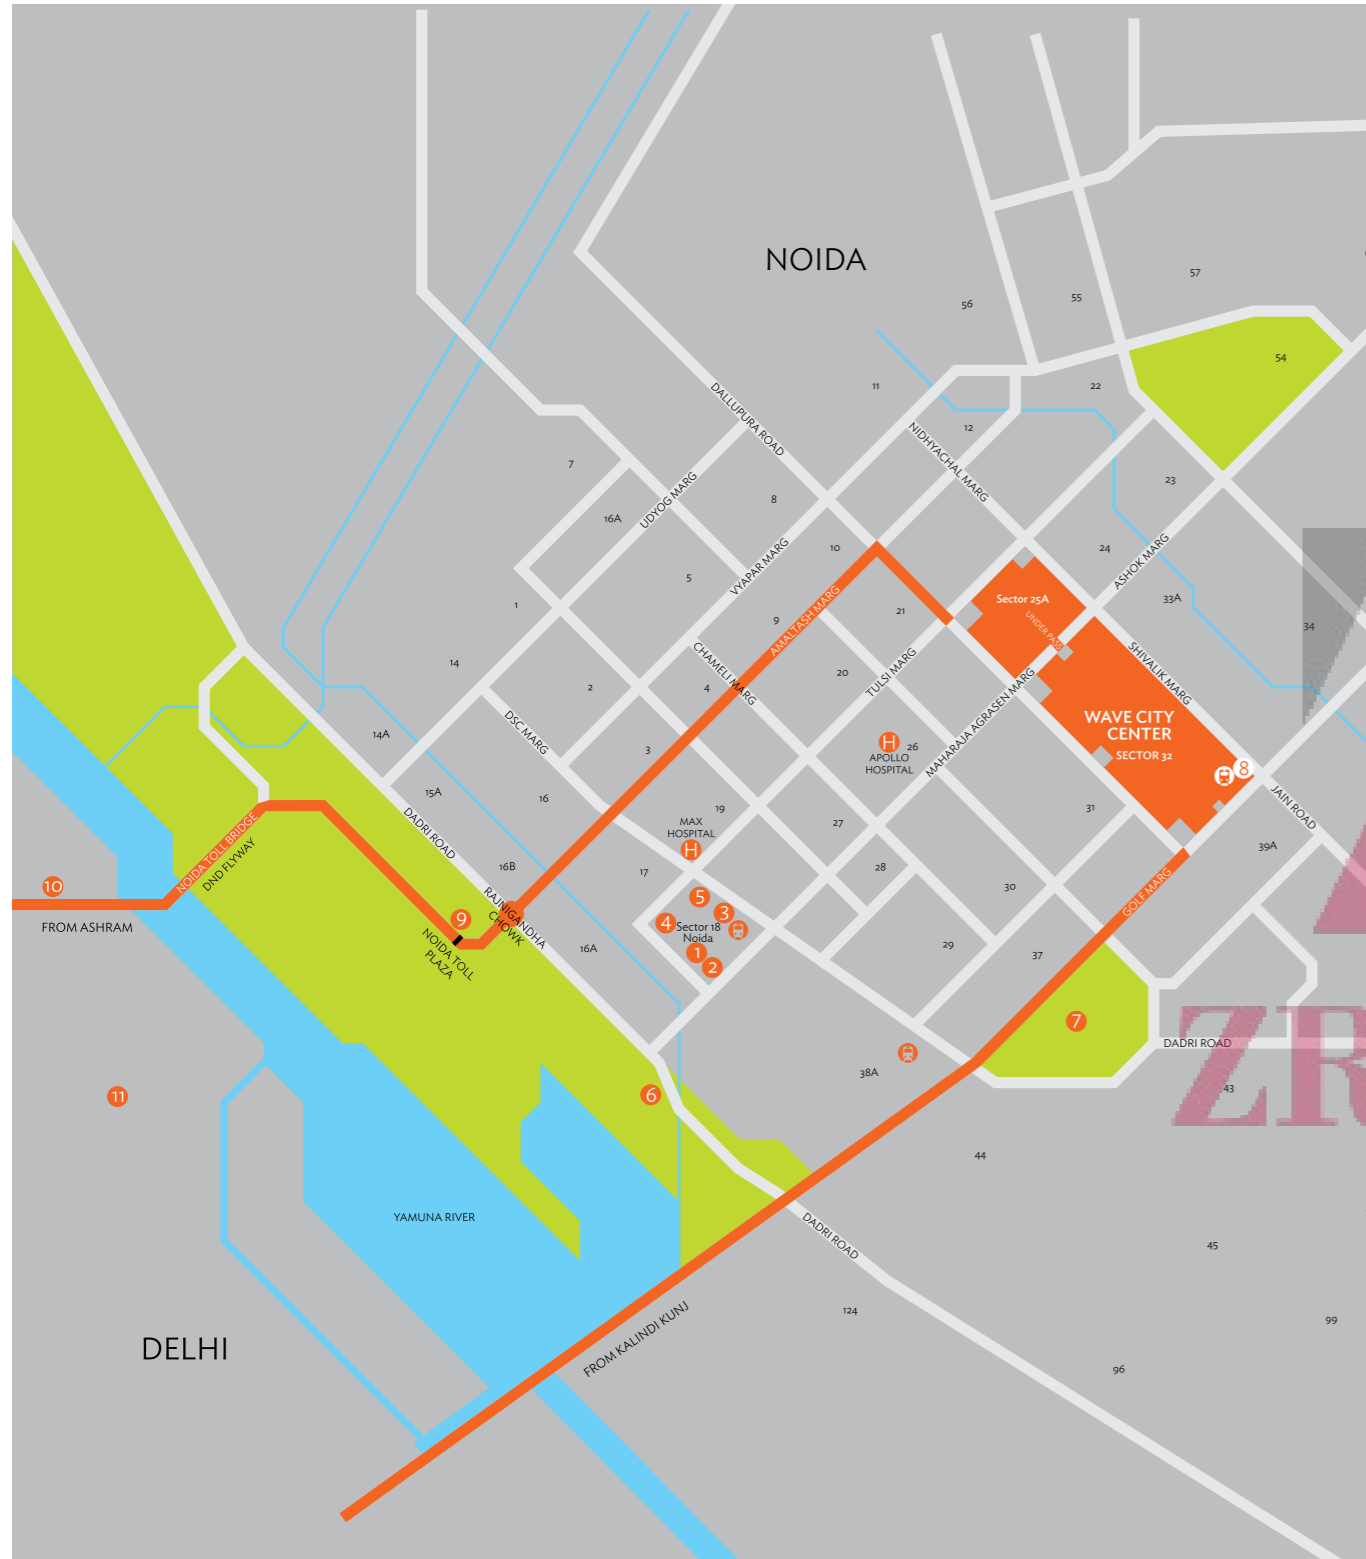 NOIDA
57
56
55
54
11
22
DALLUPURA ROAD
12
NIDHYACHAL MARG
7
UDYOG MARG
8
23
16A
10
24
ASHOK MARG
VYAPAR MARG
5
Sector 25A
33A
1
AMALTASH MARG
9
21
UNDER PASS
34
14
CHAMELI MARG
20
TULSI MARG
SHIVALIK MARG
2
4
MAHARAJA AGRASEN MARG
WAVE CITY
CENTER
SECTOR 32
DSC MARG
14A
3
H
APOLLO
HOSPITAL
26
8
15A
16
19
31
JAIN ROAD
DADRI ROAD
MAX
HOSPITAL
H
27
39A
NOIDA TOLL BRIDGE
DND FLYWAY
16B
17
28
30
GOLF MARG
10
FROM ASHRAM
RAJNIGANDHA
CHOWK
5
3
4
Sector 18
Noida
9
NOIDA TOLL
PLAZA
16A
1
2
29
37
7
DADRI ROAD
38A
43
11
6
ZR
44
YAMUNA RIVER
DADRI ROAD
45
124
99
FROM KALINDI KUNJ
DELHI
96